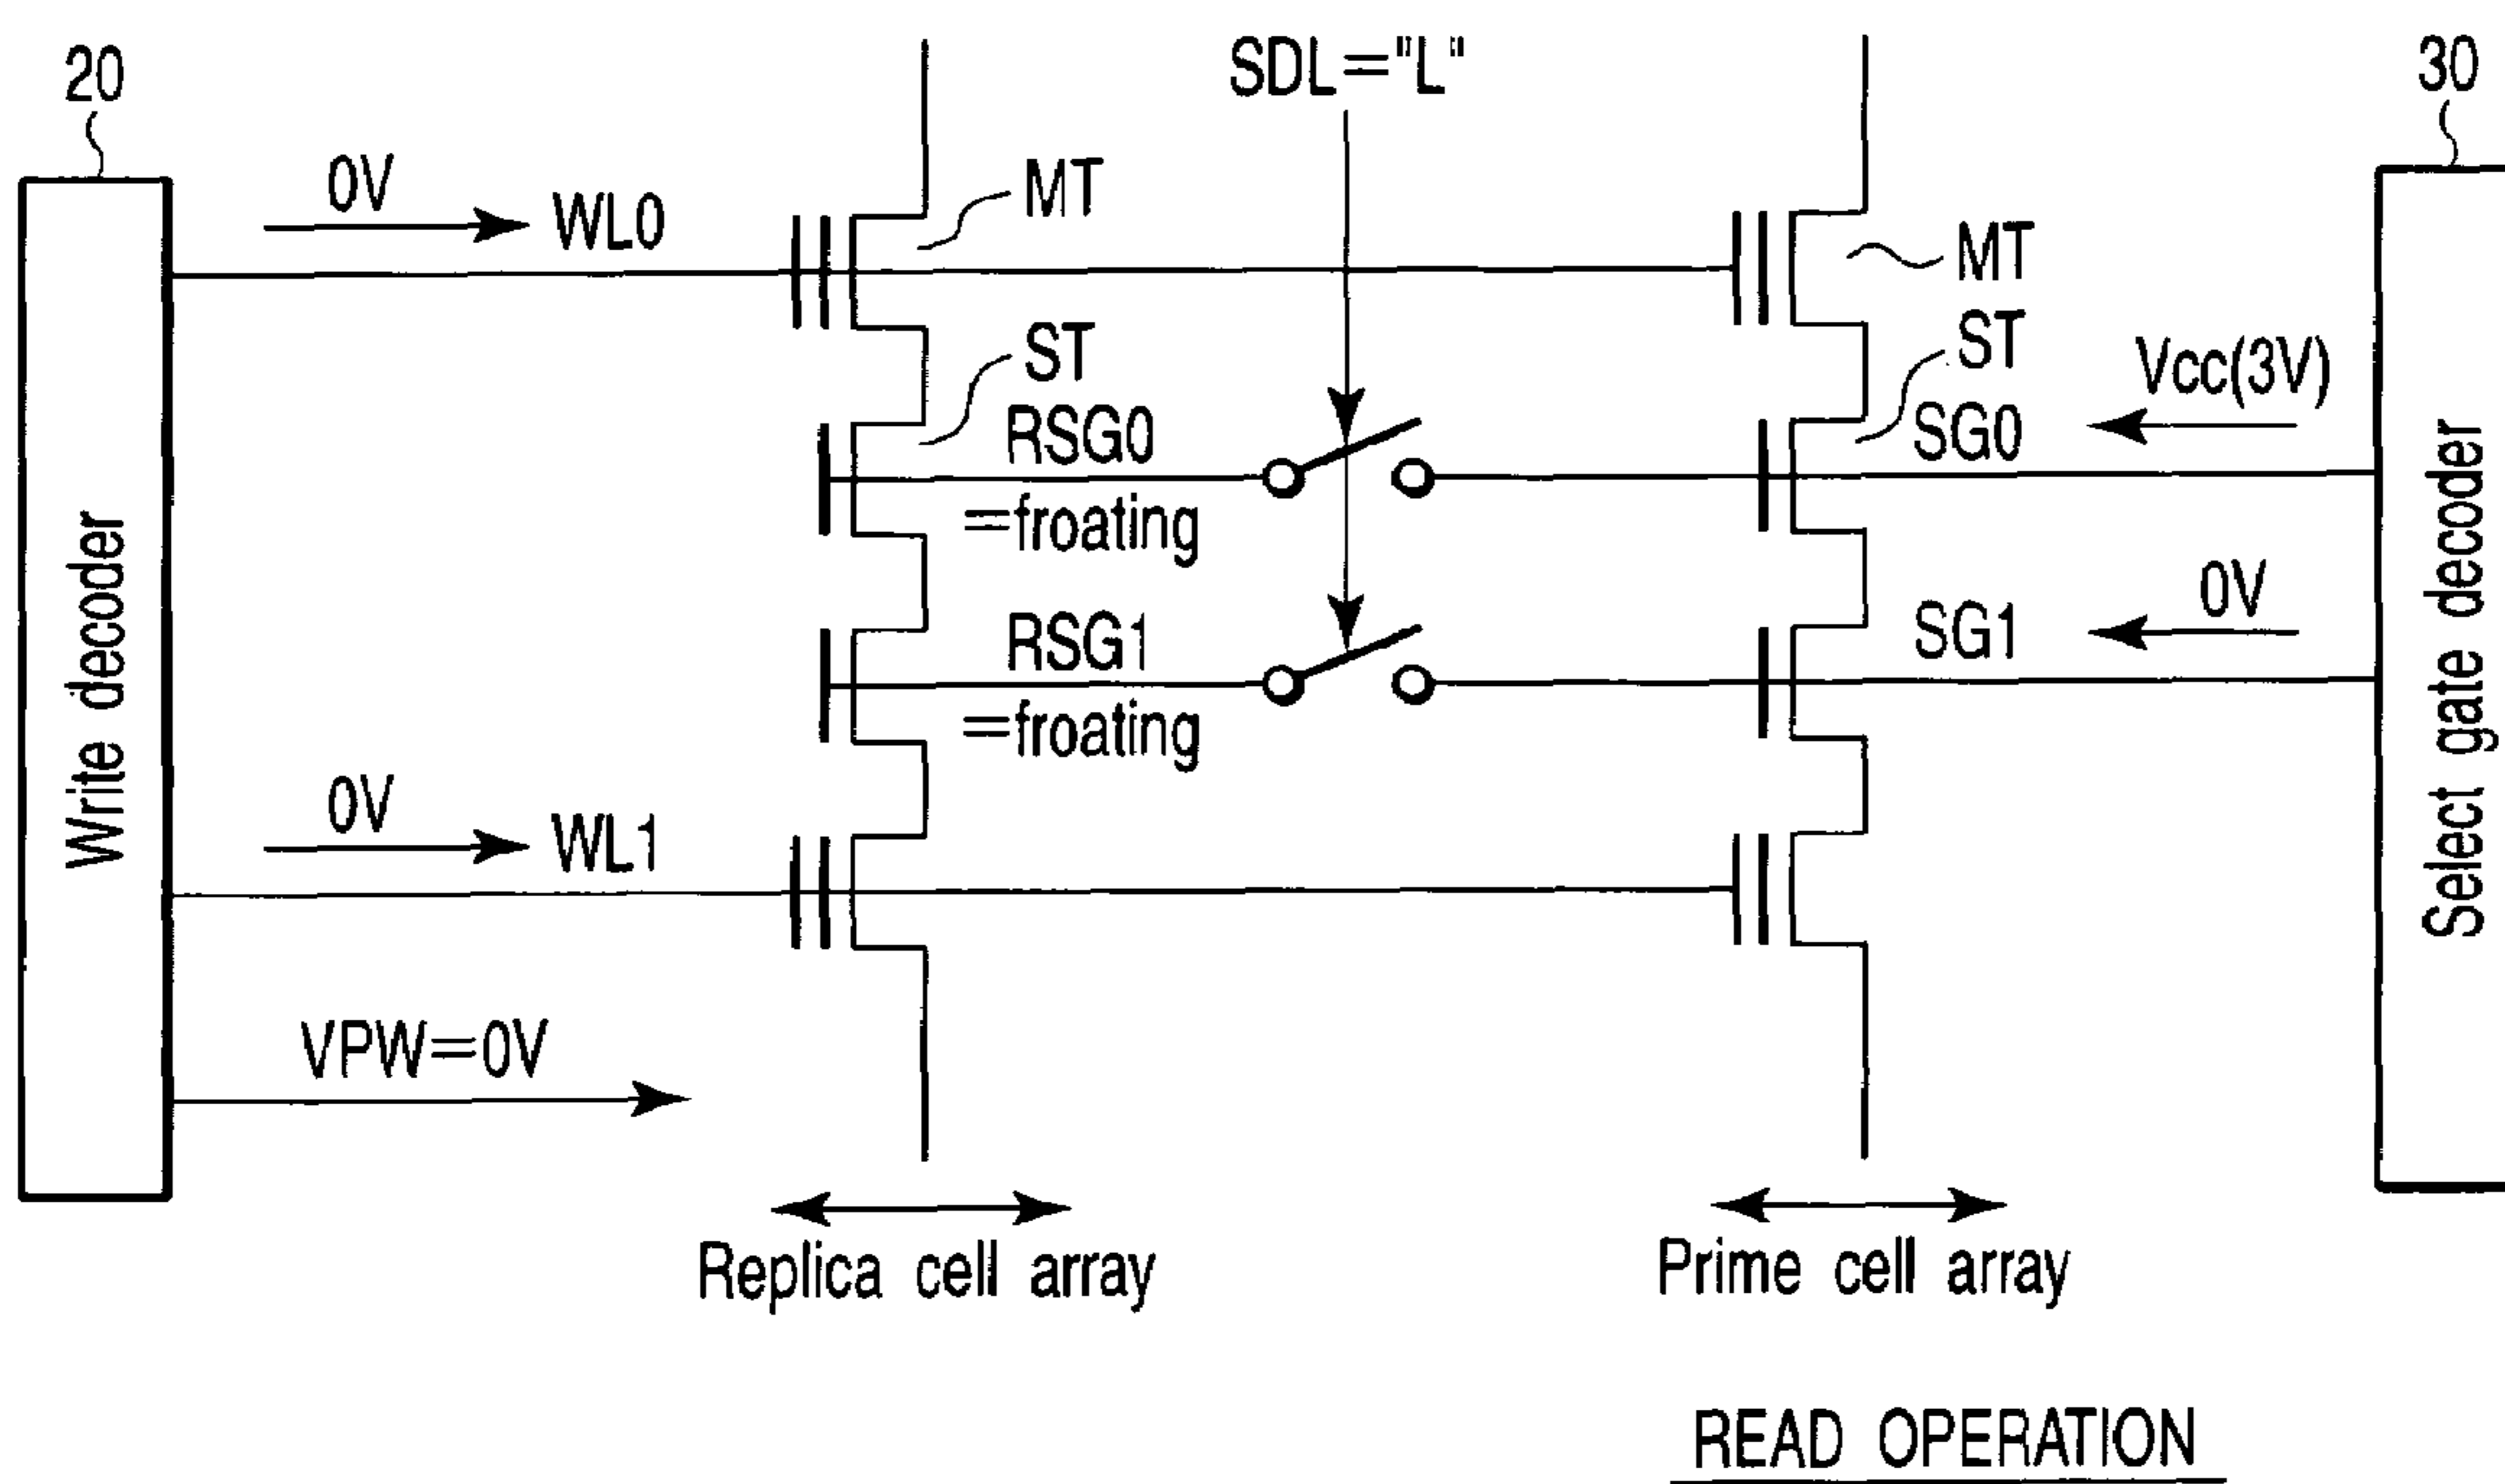 20
SDL="L"
30
0V
WL0
MT
MT
ST
ST
Vcc(3V)
RSG0
=froating
SG0
RSG1
=froating
SG1
0V
Write decoder
Select gate decoder
0V
WL1
VPW=0V
Replica cell array
Prime cell array
READ OPERATION